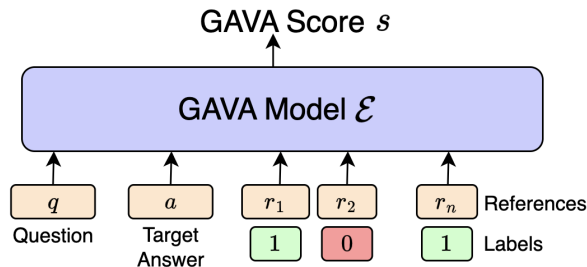 GAVA Score s
GAVA Model ℰ
q a r₁ r₂ rₙ References
Question Target Answer 1 0 1 Labels